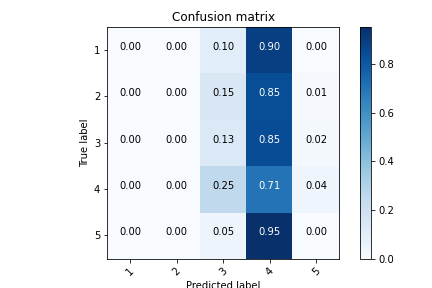 Confusion matrix
1 0.00 0.00 0.10 0.90 0.00
2 0.00 0.00 0.15 0.85 0.01
3 0.00 0.00 0.13 0.85 0.02
4 0.00 0.00 0.25 0.71 0.04
5 0.00 0.00 0.05 0.95 0.00
True label
1 2 3 4 5
Predicted label
0.8
0.6
0.4
0.2
0.0